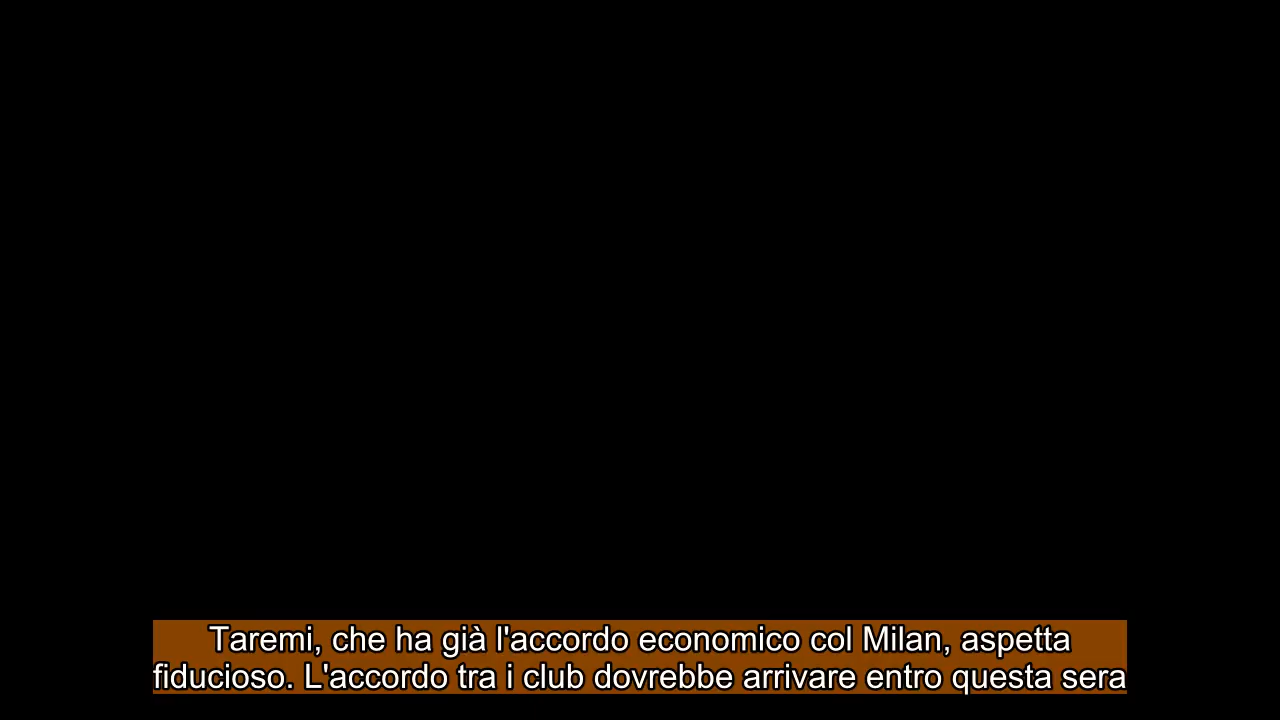 Taremi, che ha già l'accordo economico col Milan, aspetta
fiducioso. L'accordo tra i club dovrebbe arrivare entro questa sera